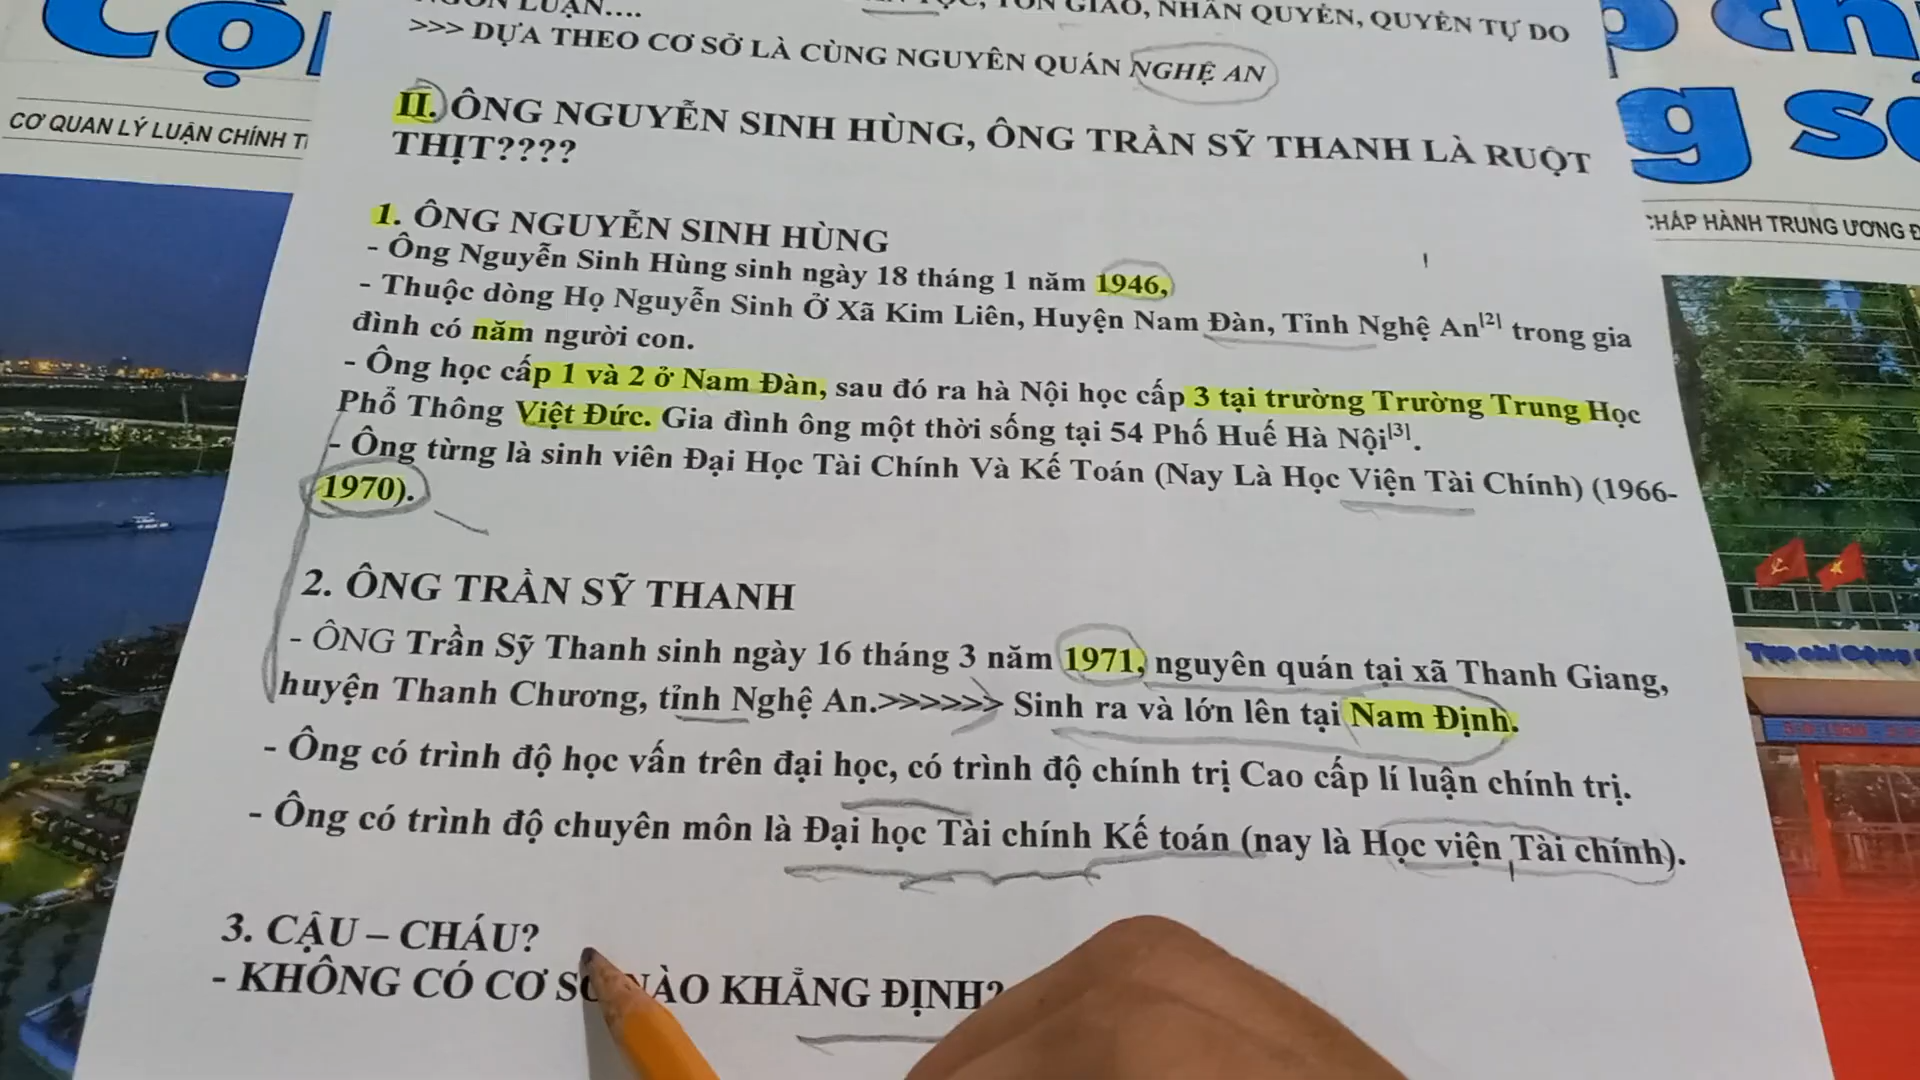 NGÔN LUẬN....
GIÁO, NHÂN QUYỀN, QUYỀN TỰ DO
>>> DỰA THEO CƠ SỞ LÀ CÙNG NGUYÊN QUÁN NGHỆ AN
II. ÔNG NGUYỄN SINH HÙNG, ÔNG TRẦN SỸ THANH LÀ RUỘT
THỊT????
1. ÔNG NGUYỄN SINH HÙNG
- Ông Nguyễn Sinh Hùng sinh ngày 18 tháng 1 năm 1946,
- Thuộc dòng Họ Nguyễn Sinh Ở Xã Kim Liên, Huyện Nam Đàn, Tỉnh Nghệ An[2] trong gia
đình có năm người con.
- Ông học cấp 1 và 2 ở Nam Đàn, sau đó ra hà Nội học cấp 3 tại trường Trường Trung Học
Phổ Thông Việt Đức. Gia đình ông một thời sống tại 54 Phố Huế Hà Nội[3].
- Ông từng là sinh viên Đại Học Tài Chính Và Kế Toán (Nay Là Học Viện Tài Chính) (1966-
1970).
2. ÔNG TRẦN SỸ THANH
- ÔNG Trần Sỹ Thanh sinh ngày 16 tháng 3 năm 1971, nguyên quán tại xã Thanh Giang,
huyện Thanh Chương, tỉnh Nghệ An.>>>>>>> Sinh ra và lớn lên tại Nam Định.
- Ông có trình độ học vấn trên đại học, có trình độ chính trị Cao cấp lí luận chính trị.
- Ông có trình độ chuyên môn là Đại học Tài chính Kế toán (nay là Học viện Tài chính).
3. CẬU – CHÁU?
- KHÔNG CÓ CƠ SỞ NÀO KHẲNG ĐỊNH?
CƠ QUAN LÝ LUẬN CHÍNH
CHẤP HÀNH TRUNG ƯƠNG